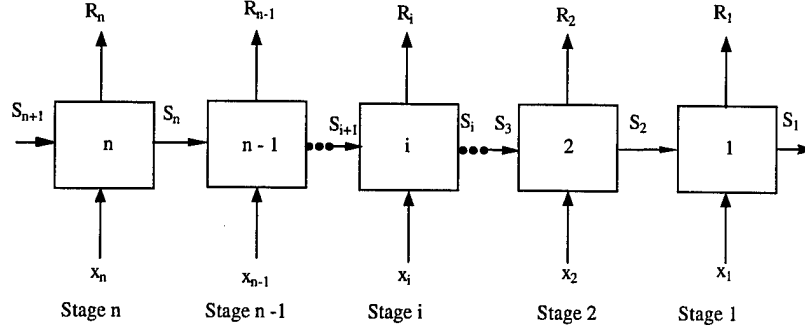 Rₙ Rₙ₋₁ Rᵢ R₂ R₁
Sₙ₊₁ Sₙ Sᵢ₊₁ Sᵢ S₃ S₂ S₁
n n - 1 i 2 1
xₙ xₙ₋₁ xᵢ x₂ x₁
Stage n Stage n -1 Stage i Stage 2 Stage 1